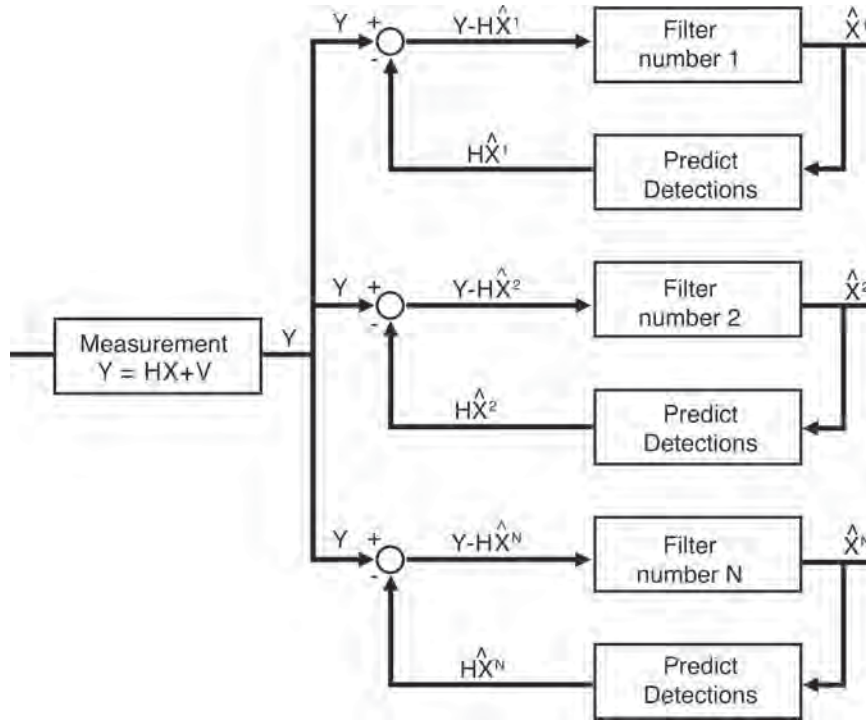 Y
+
-
Y-HX̂¹
Filter
number 1
X̂¹
HX̂¹
Predict
Detections
Y
+
-
Y-HX̂²
Filter
number 2
X̂²
Measurement
Y = HX+V
Y
HX̂²
Predict
Detections
Y
+
-
Y-HX̂ᴺ
Filter
number N
X̂ᴺ
HX̂ᴺ
Predict
Detections